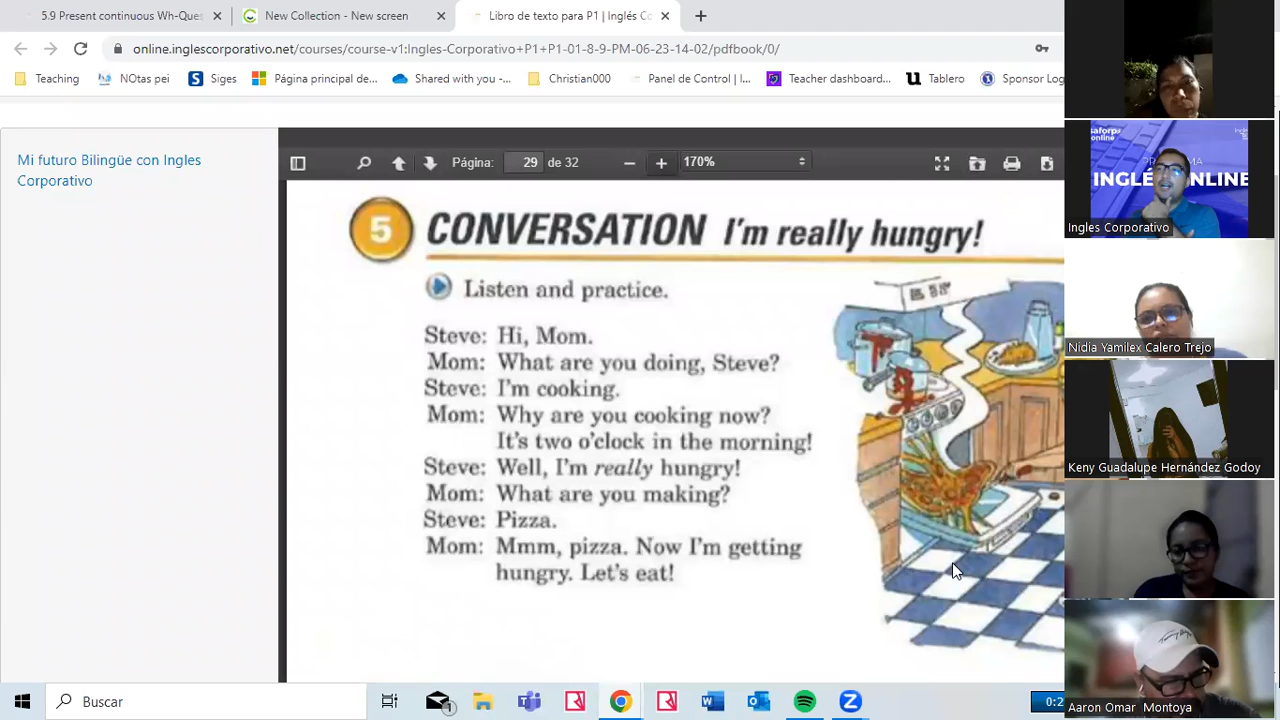 5.9 Present continuous Wh-Ques
New Collection - New screen
Libro de texto para P1 | Inglés Co
online.inglescorporativo.net/courses/course-v1:Ingles-Corporativo+P1+P1-01-8-9-PM-06-23-14-02/pdfbook/0/
Teaching
NOtas pei
Siges
Página principal de...
Shared with you -...
Christian000
Panel de Control | I...
Teacher dashboard...
Tablero
Sponsor Log
Mi futuro Bilingüe con Ingles
Corporativo
Página: 29 de 32
170%
5 CONVERSATION I'm really hungry!
Listen and practice.
Steve: Hi, Mom.
Mom: What are you doing, Steve?
Steve: I'm cooking.
Mom: Why are you cooking now?
It's two o'clock in the morning!
Steve: Well, I'm really hungry!
Mom: What are you making?
Steve: Pizza.
Mom: Mmm, pizza. Now I'm getting
hungry. Let's eat!
saforp
online
INGLÉ ONLINE
Ingles Corporativo
Nidia Yamilex Calero Trejo
Keny Guadalupe Hernández Godoy
Aaron Omar Montoya
Buscar
0:2